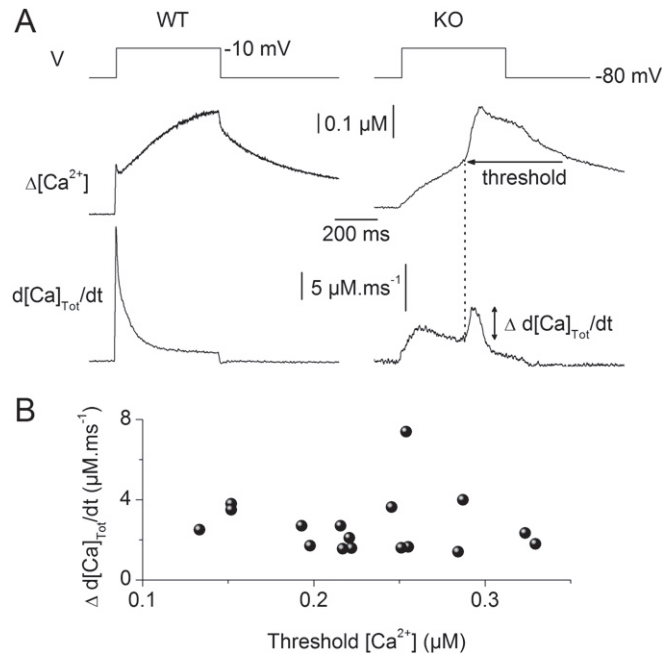 A
WT
KO
V
-10 mV
-80 mV
0.1 µM
Δ[Ca²⁺]
threshold
200 ms
5 µM.ms⁻¹
d[Ca]Tot/dt
Δ d[Ca]Tot/dt
B
Δ d[Ca]Tot/dt (µM.ms⁻¹)
8
4
0
0.1
0.2
0.3
Threshold [Ca²⁺] (µM)